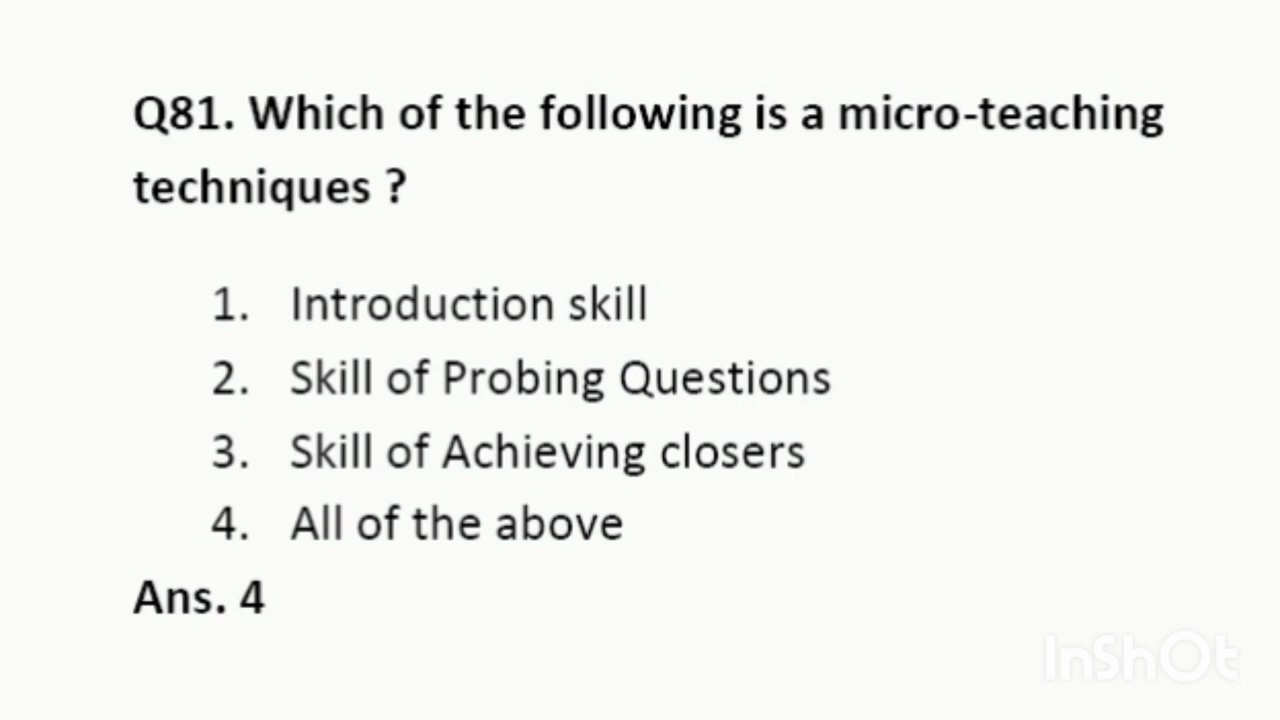 Q81. Which of the following is a micro-teaching
techniques ?
1. Introduction skill
2. Skill of Probing Questions
3. Skill of Achieving closers
4. All of the above
Ans. 4
InShOt